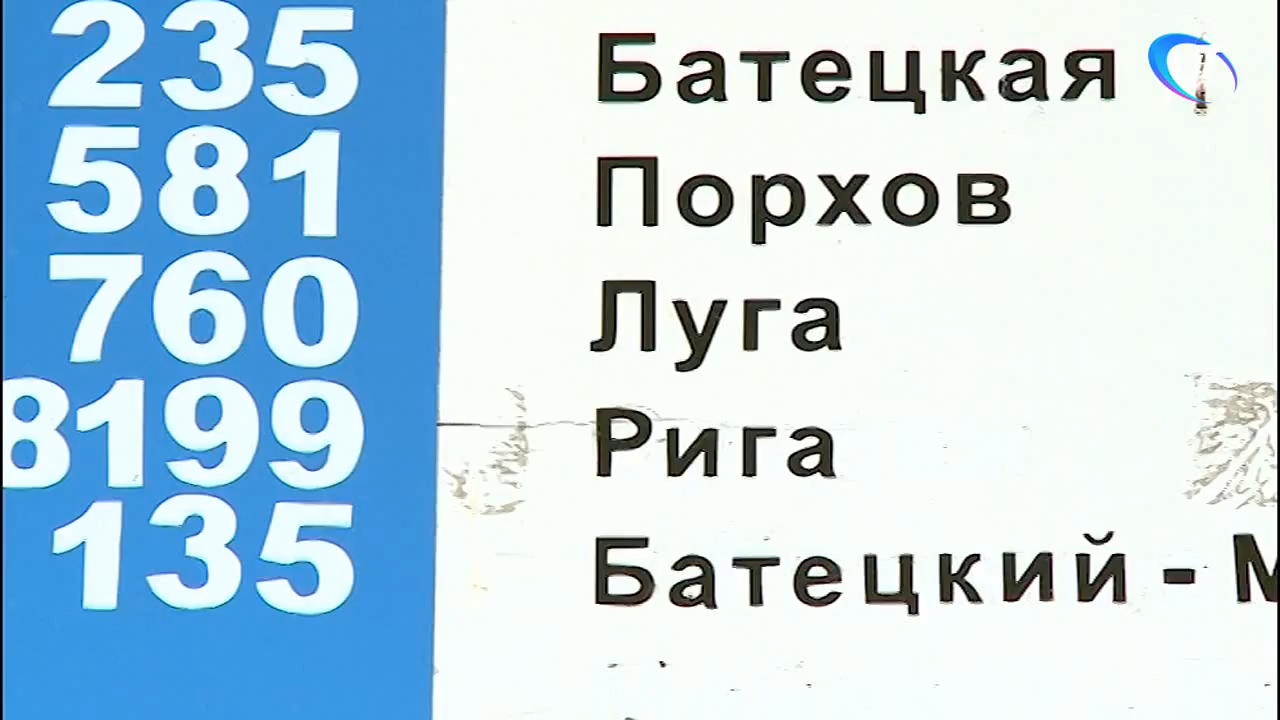 235 Батецкая
581 Порхов
760 Луга
8199 Рига
135 Батецкий -